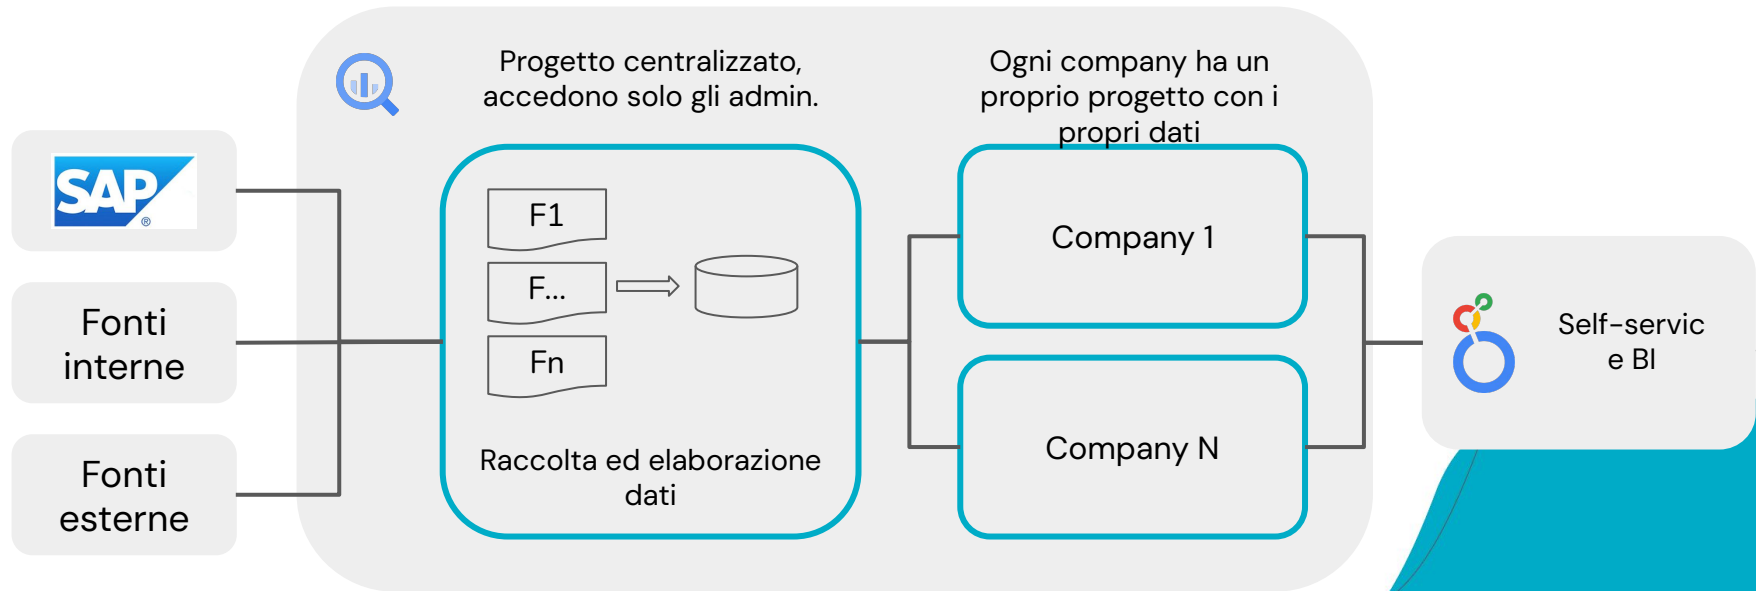 Progetto centralizzato,
accedono solo gli admin.
Ogni company ha un
proprio progetto con i
propri dati
SAP®
Fonti
interne
Fonti
esterne
F1
F...
Fn
Raccolta ed elaborazione
dati
Company 1
Company N
Self-servic
e BI